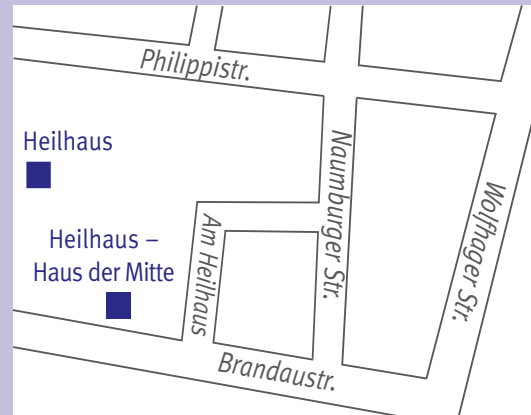 Philippistr.
Heilhaus
Naumburger Str.
Wolfhager Str.
Am Heilhaus
Heilhaus –
Haus der Mitte
Brandaustr.